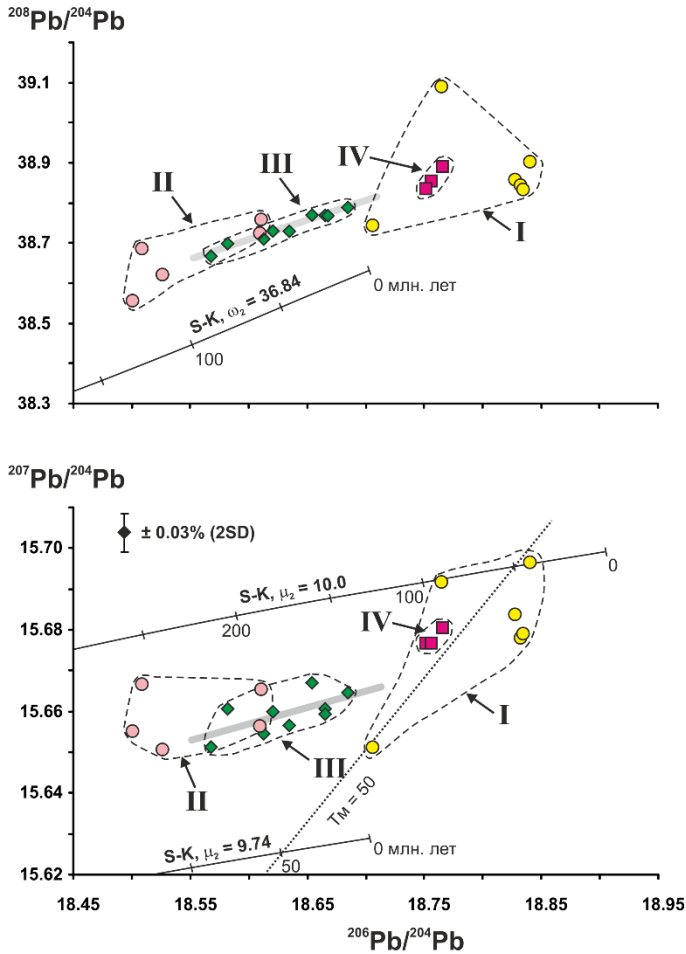 ²⁰⁸Pb/²⁰⁴Pb
39.1
38.9
38.7
38.5
38.3
II
III
IV
I
0 млн. лет
S-K, ω₂ = 36.84
100
²⁰⁷Pb/²⁰⁴Pb
15.70
15.68
15.66
15.64
15.62
± 0.03% (2SD)
S-K, μ₂ = 10.0
200
100
0
IV
I
II
III
Tм = 50
S-K, μ₂ = 9.74
50
0 млн. лет
18.45 18.55 18.65 18.75 18.85 18.95
²⁰⁶Pb/²⁰⁴Pb